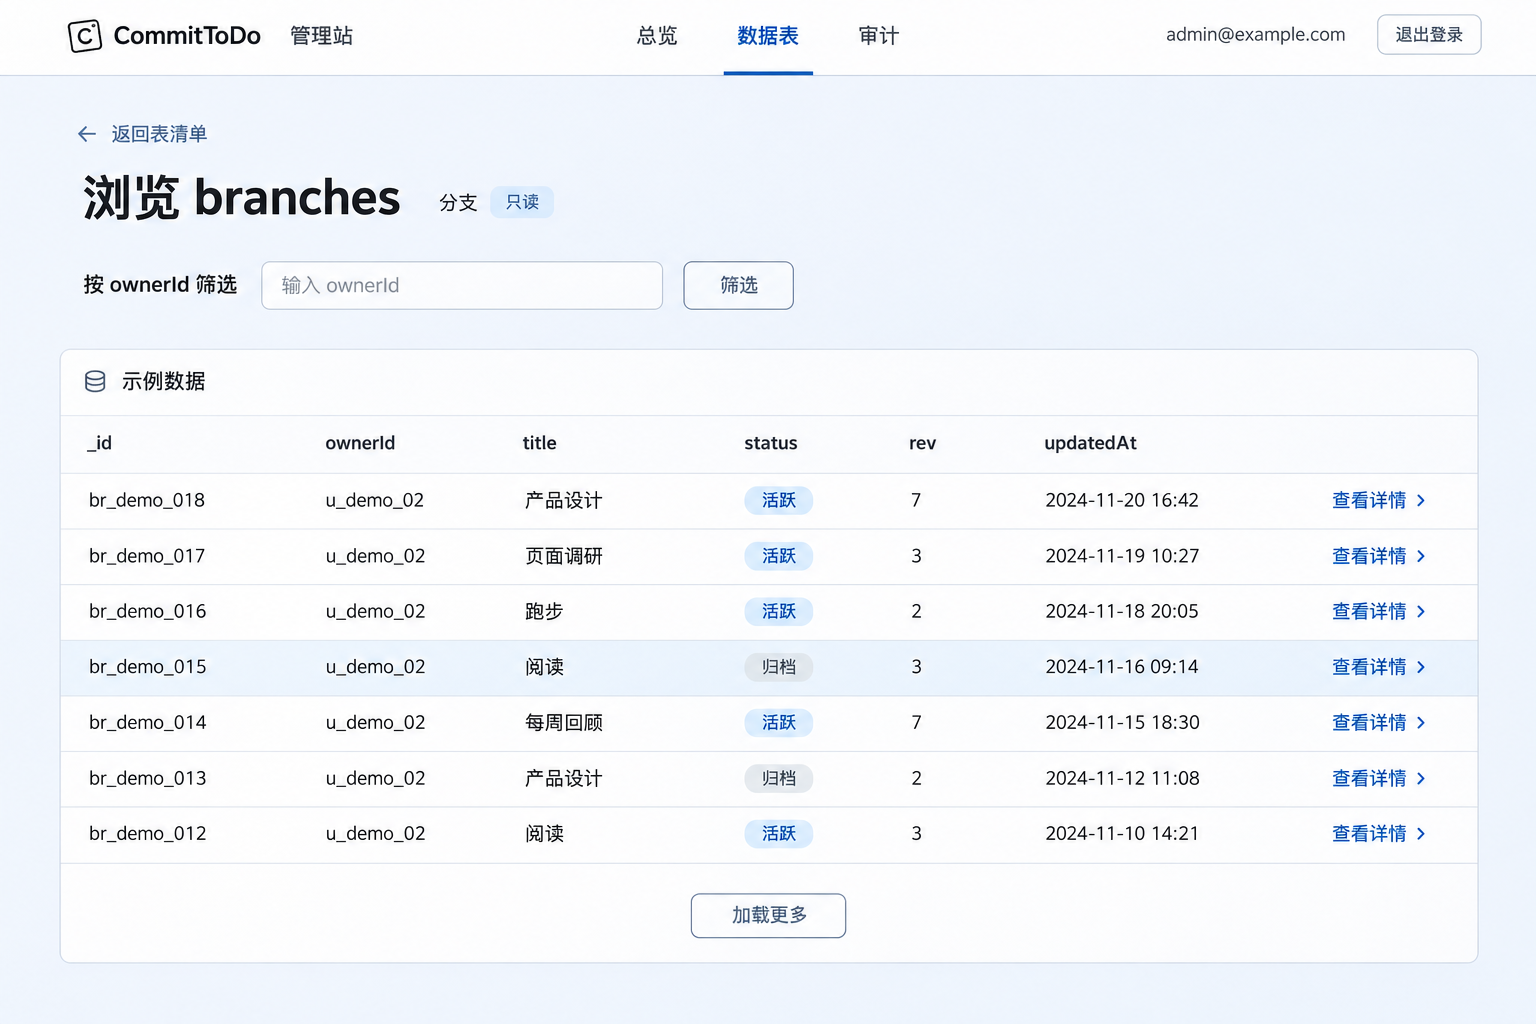 CommitToDo 管理站 总览 数据表 审计 admin@example.com 退出登录
← 返回表清单
浏览 branches 分支 只读
按 ownerId 筛选 输入 ownerId 筛选
示例数据
_id ownerId title status rev updatedAt
br_demo_018 u_demo_02 产品设计 活跃 7 2024-11-20 16:42 查看详情 >
br_demo_017 u_demo_02 页面调研 活跃 3 2024-11-19 10:27 查看详情 >
br_demo_016 u_demo_02 跑步 活跃 2 2024-11-18 20:05 查看详情 >
br_demo_015 u_demo_02 阅读 归档 3 2024-11-16 09:14 查看详情 >
br_demo_014 u_demo_02 每周回顾 活跃 7 2024-11-15 18:30 查看详情 >
br_demo_013 u_demo_02 产品设计 归档 2 2024-11-12 11:08 查看详情 >
br_demo_012 u_demo_02 阅读 活跃 3 2024-11-10 14:21 查看详情 >
加载更多